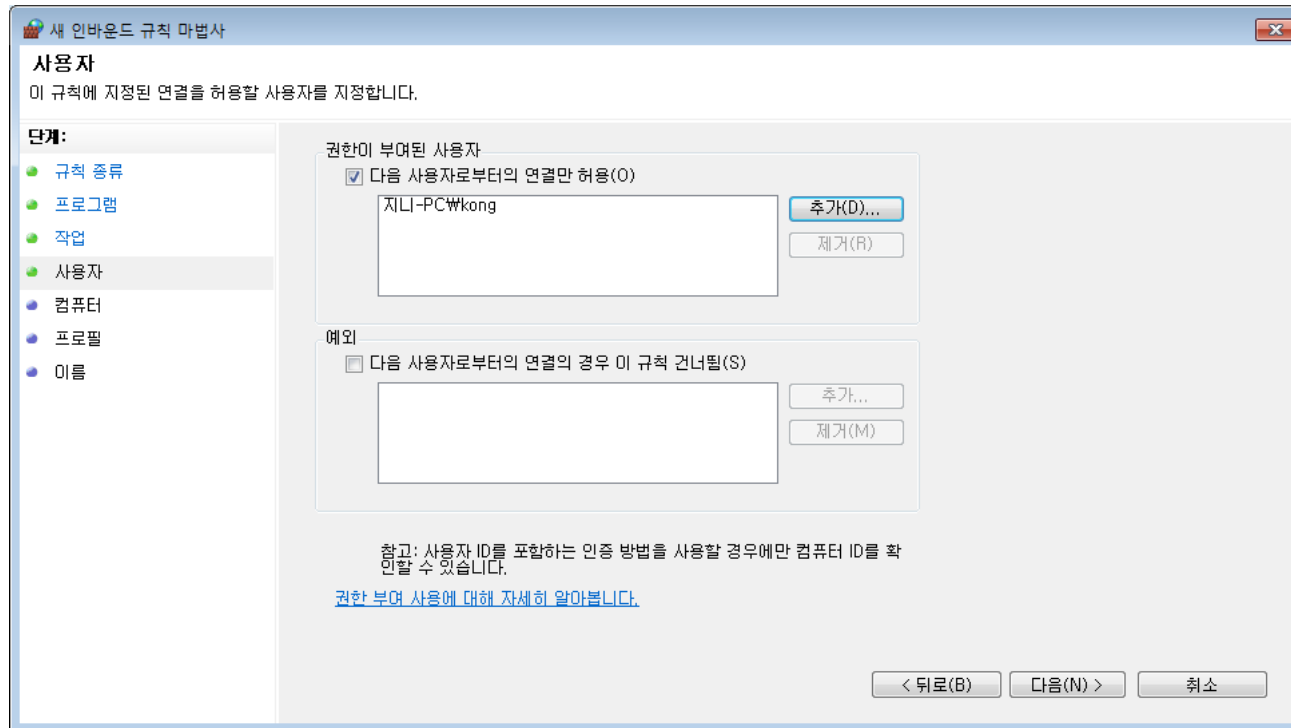 새 인바운드 규칙 마법사
사용자
이 규칙에 지정된 연결을 허용할 사용자를 지정합니다.
단계:
규칙 종류
프로그램
작업
사용자
컴퓨터
프로필
이름
권한이 부여된 사용자
다음 사용자로부터의 연결만 허용(O)
지니-PC₩kong
추가(D)...
제거(R)
예외
다음 사용자로부터의 연결의 경우 이 규칙 건너뜀(S)
추가...
제거(M)
참고: 사용자 ID를 포함하는 인증 방법을 사용할 경우에만 컴퓨터 ID를 확
인할 수 있습니다.
권한 부여 사용에 대해 자세히 알아봅니다.
< 뒤로(B)
다음(N) >
취소